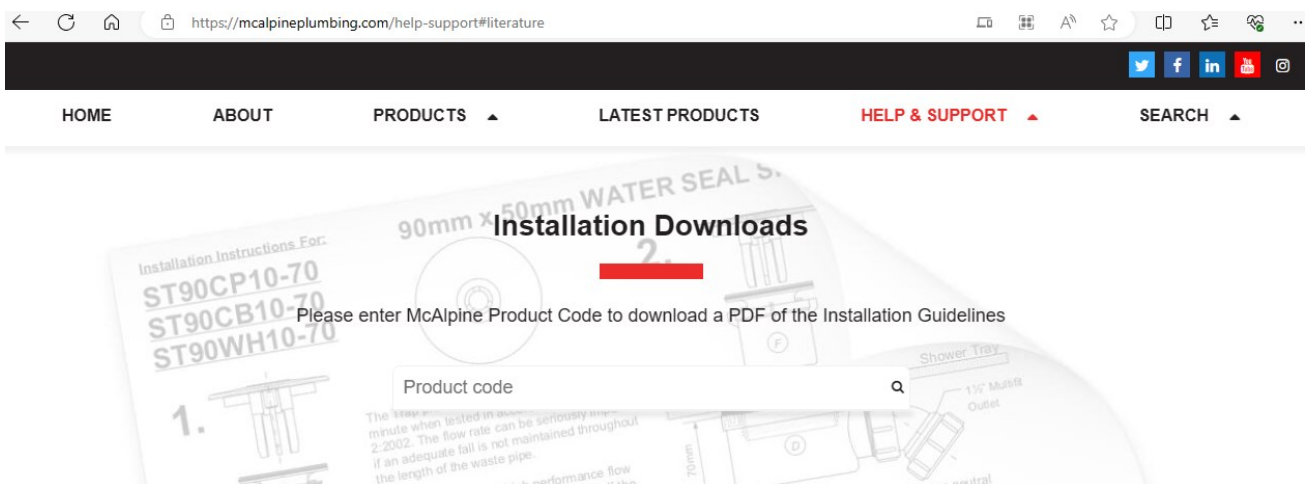 https://mcalpineplumbing.com/help-support#literature
HOME ABOUT PRODUCTS LATEST PRODUCTS HELP & SUPPORT SEARCH
90mm x 50mm WATER SEAL
Installation Downloads
Installation Instructions For:
2.
ST90CP10-70
ST90CB10-70
ST90WH10-70
Please enter McAlpine Product Code to download a PDF of the Installation Guidelines
F
Shower Tray
Product code
1½" Multifit
Outlet
1.
minute when tested in
can be seriously
2:2002. The flow rate
if an adequate fall is not maintained throughout
the length of the waste pipe.
70mm
D
performance flow